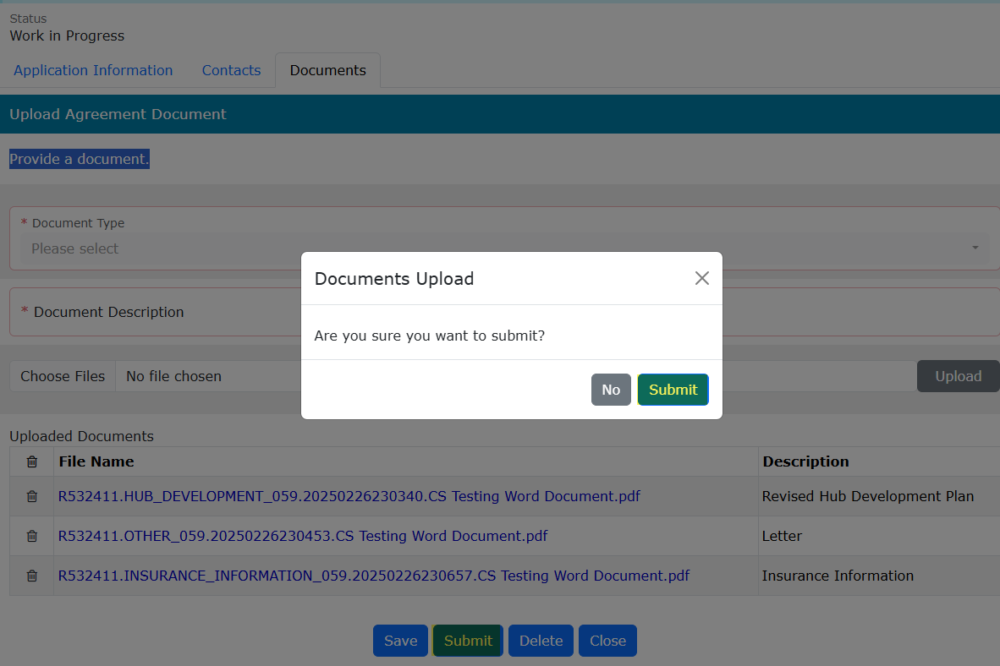 Status
Work in Progress
Application Information Contacts Documents
Upload Agreement Document
Provide a document.
* Document Type
Please select
Documents Upload
Are you sure you want to submit?
No Submit
* Document Description
Choose Files No file chosen Upload
Uploaded Documents
File Name Description
R532411.HUB_DEVELOPMENT_059.20250226230340.CS Testing Word Document.pdf Revised Hub Development Plan
R532411.OTHER_059.20250226230453.CS Testing Word Document.pdf Letter
R532411.INSURANCE_INFORMATION_059.20250226230657.CS Testing Word Document.pdf Insurance Information
Save Submit Delete Close